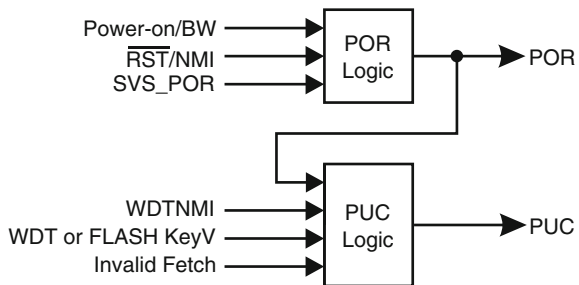 Power-on/BW
RST/NMI
SVS_POR
POR
Logic
POR
WDTNMI
WDT or FLASH KeyV
Invalid Fetch
PUC
Logic
PUC